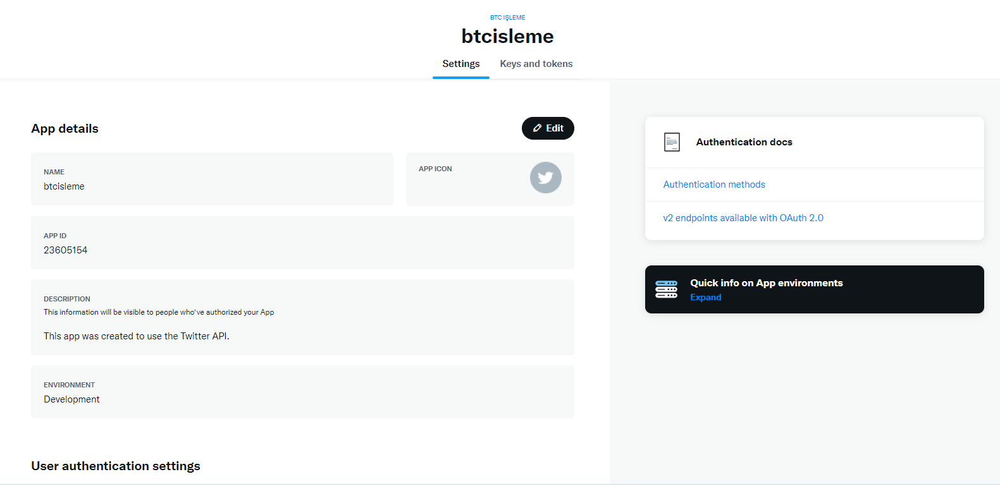 BTC IŞLEME
btcisleme
Settings
Keys and tokens
App details
Edit
NAME
btcisleme
APP ICON
APP ID
23605154
DESCRIPTION
This information will be visible to people who've authorized your App
This app was created to use the Twitter API.
ENVIRONMENT
Development
User authentication settings
Authentication docs
Authentication methods
v2 endpoints available with OAuth 2.0
Quick info on App environments
Expand